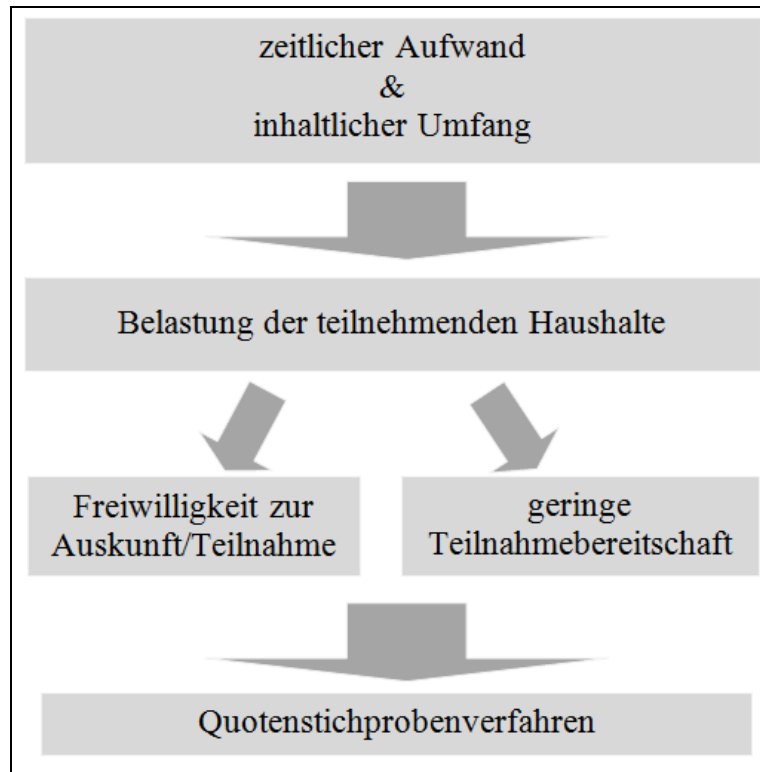 zeitlicher Aufwand
&
inhaltlicher Umfang
Belastung der teilnehmenden Haushalte
Freiwilligkeit zur
Auskunft/Teilnahme
geringe
Teilnahmebereitschaft
Quotenstichprobenverfahren